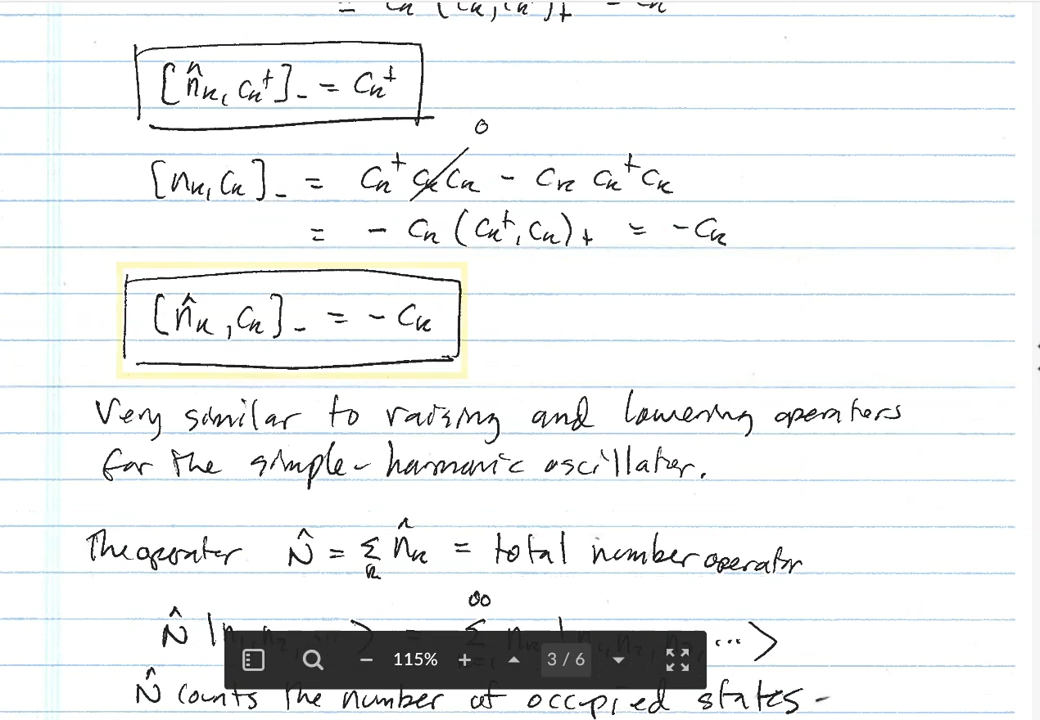 [n̂ₖ, cₖ†]₋ = cₖ†
0
[nₖ, cₖ]₋ = cₖ† cₖ cₖ - cₖ cₖ† cₖ
= - cₖ (cₖ†, cₖ)₊ = -cₖ
[n̂ₖ, cₖ]₋ = - cₖ
Very similar to raising and lowering operators
for the simple-harmonic oscillator.
The operator N̂ = Σₖ n̂ₖ = total number operator
∞
N̂ | ... ⟩
115% 3 / 6
N̂ counts the number of occupied states -